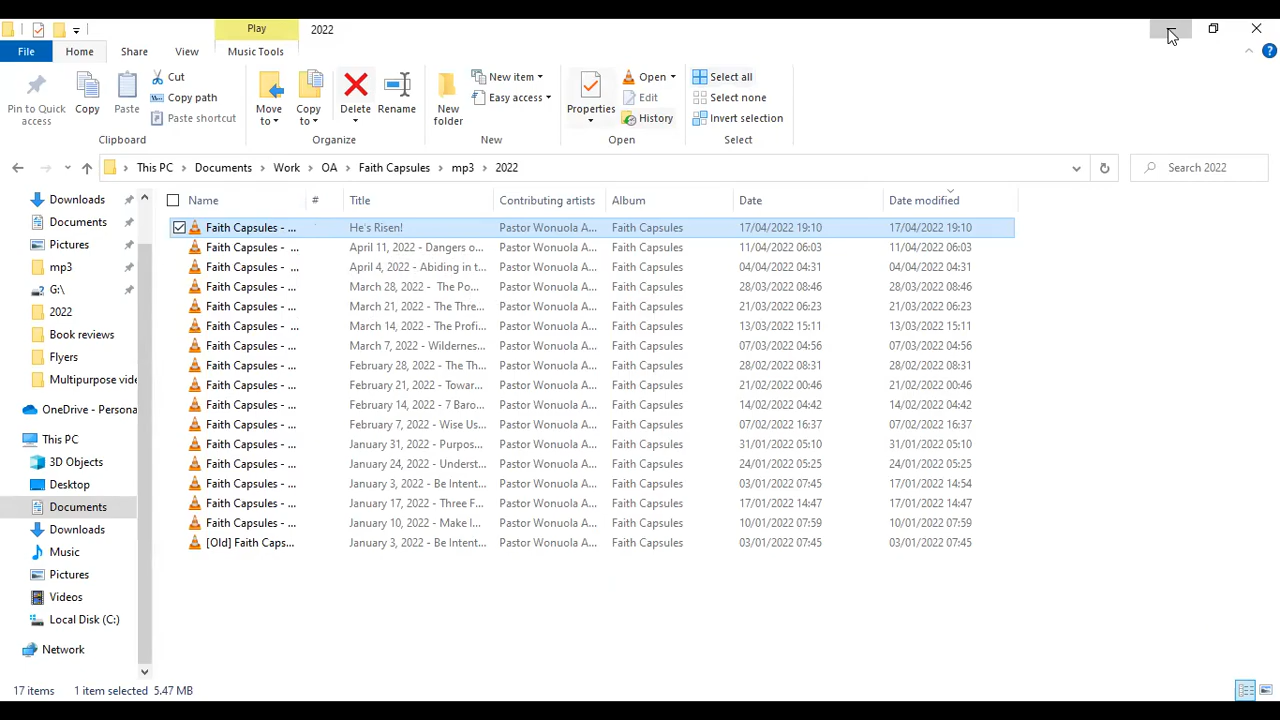 Play 2022
File Home Share View Music Tools
Pin to Quick access Copy Paste Cut Copy path Paste shortcut
Clipboard
Move to Copy to Delete Rename
Organize
New folder New item Easy access
New
Properties Open Edit History
Open
Select all Select none Invert selection
Select
This PC Documents Work OA Faith Capsules mp3 2022 Search 2022
Name # Title Contributing artists Album Date Date modified
Faith Capsules - ... He's Risen! Pastor Wonuola A... Faith Capsules 17/04/2022 19:10 17/04/2022 19:10
Faith Capsules - ... April 11, 2022 - Dangers o... Pastor Wonuola A... Faith Capsules 11/04/2022 06:03 11/04/2022 06:03
Faith Capsules - ... April 4, 2022 - Abiding in t... Pastor Wonuola A... Faith Capsules 04/04/2022 04:31 04/04/2022 04:31
Faith Capsules - ... March 28, 2022 - The Po... Pastor Wonuola A... Faith Capsules 28/03/2022 08:46 28/03/2022 08:46
Faith Capsules - ... March 21, 2022 - The Thre... Pastor Wonuola A... Faith Capsules 21/03/2022 06:23 21/03/2022 06:23
Faith Capsules - ... March 14, 2022 - The Profi... Pastor Wonuola A... Faith Capsules 13/03/2022 15:11 13/03/2022 15:11
Faith Capsules - ... March 7, 2022 - Wildernes... Pastor Wonuola A... Faith Capsules 07/03/2022 04:56 07/03/2022 04:56
Faith Capsules - ... February 28, 2022 - The Th... Pastor Wonuola A... Faith Capsules 28/02/2022 08:31 28/02/2022 08:31
Faith Capsules - ... February 21, 2022 - Towar... Pastor Wonuola A... Faith Capsules 21/02/2022 00:46 21/02/2022 00:46
Faith Capsules - ... February 14, 2022 - 7 Baro... Pastor Wonuola A... Faith Capsules 14/02/2022 04:42 14/02/2022 04:42
Faith Capsules - ... February 7, 2022 - Wise Us... Pastor Wonuola A... Faith Capsules 07/02/2022 16:37 07/02/2022 16:37
Faith Capsules - ... January 31, 2022 - Purpos... Pastor Wonuola A... Faith Capsules 31/01/2022 05:10 31/01/2022 05:10
Faith Capsules - ... January 24, 2022 - Underst... Pastor Wonuola A... Faith Capsules 24/01/2022 05:25 24/01/2022 05:25
Faith Capsules - ... January 3, 2022 - Be Intent... Pastor Wonuola A... Faith Capsules 03/01/2022 07:45 17/01/2022 14:54
Faith Capsules - ... January 17, 2022 - Three F... Pastor Wonuola A... Faith Capsules 17/01/2022 14:47 17/01/2022 14:47
Faith Capsules - ... January 10, 2022 - Make I... Pastor Wonuola A... Faith Capsules 10/01/2022 07:59 10/01/2022 07:59
[Old] Faith Caps... January 3, 2022 - Be Intent... Pastor Wonuola A... Faith Capsules 03/01/2022 07:45 03/01/2022 07:45
Downloads
Documents
Pictures
mp3
G:\
2022
Book reviews
Flyers
Multipurpose vide
OneDrive - Persona
This PC
3D Objects
Desktop
Documents
Downloads
Music
Pictures
Videos
Local Disk (C:)
Network
17 items 1 item selected 5.47 MB